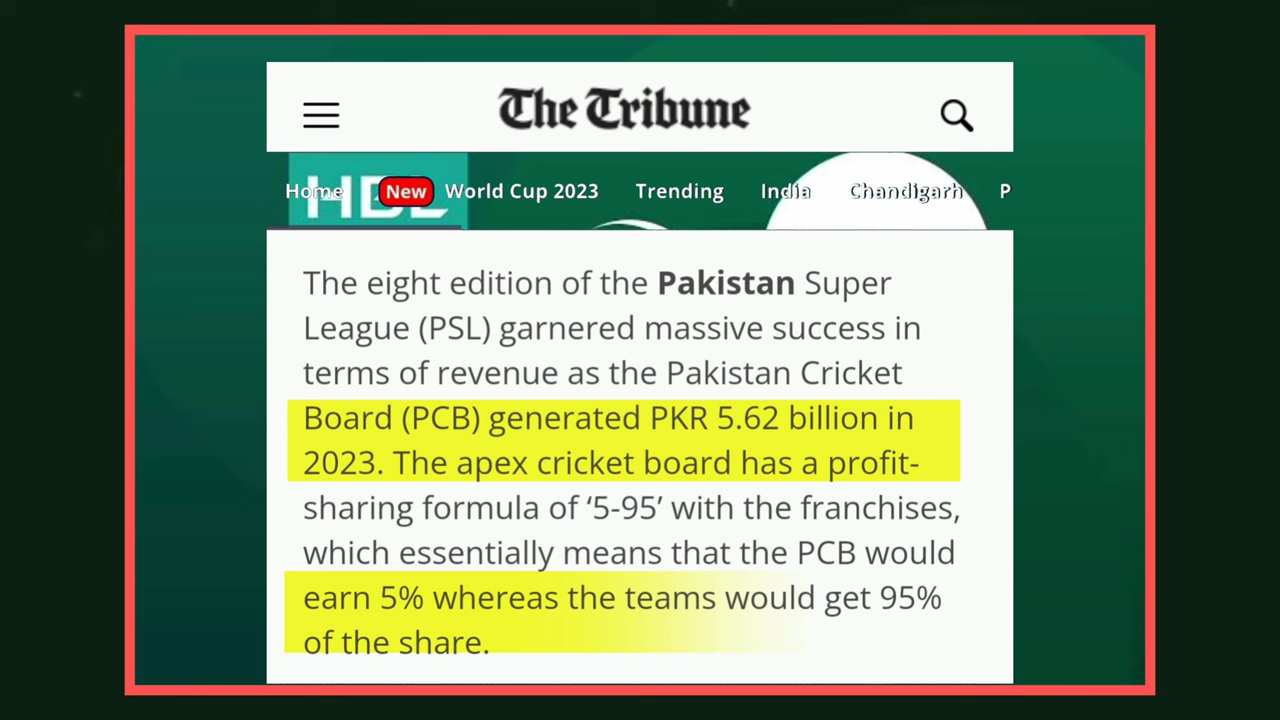 The Tribune
HBL
Home New World Cup 2023 Trending India Chandigarh P
The eight edition of the Pakistan Super
League (PSL) garnered massive success in
terms of revenue as the Pakistan Cricket
Board (PCB) generated PKR 5.62 billion in
2023. The apex cricket board has a profit-
sharing formula of ‘5-95’ with the franchises,
which essentially means that the PCB would
earn 5% whereas the teams would get 95%
of the share.